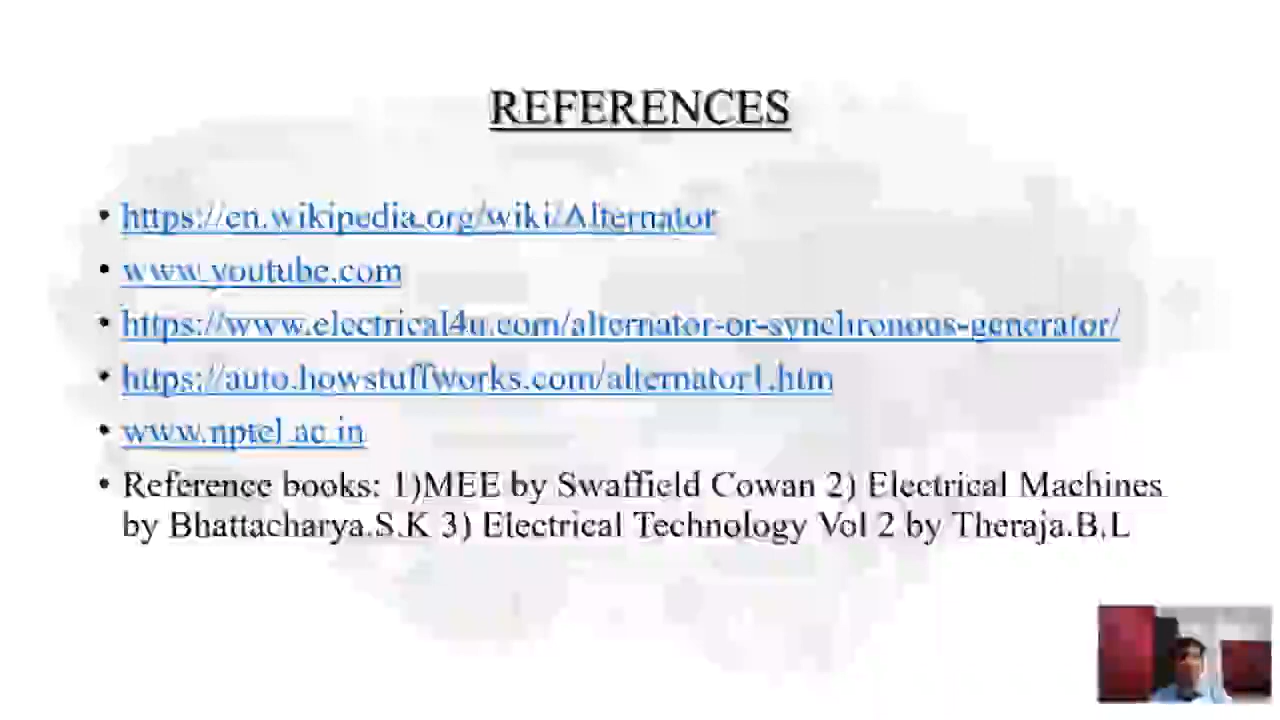 REFERENCES
• https://en.wikipedia.org/wiki/Alternator
• www.youtube.com
• https://www.electrical4u.com/alternator-or-synchronous-generator/
• https://auto.howstuffworks.com/alternator1.htm
• www.nptel.ac.in
• Reference books: 1)MEE by Swaffield Cowan 2) Electrical Machines
by Bhattacharya.S.K 3) Electrical Technology Vol 2 by Theraja.B.L